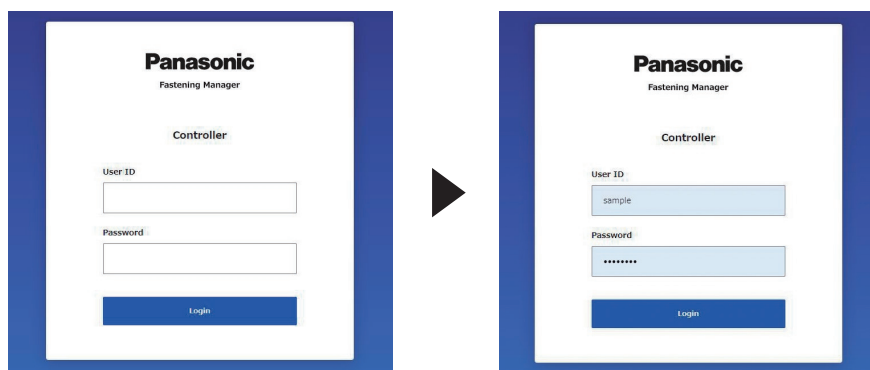 Panasonic
Fastening Manager
Controller
User ID
Password
Login
Panasonic
Fastening Manager
Controller
User ID
sample
Password
••••••••
Login